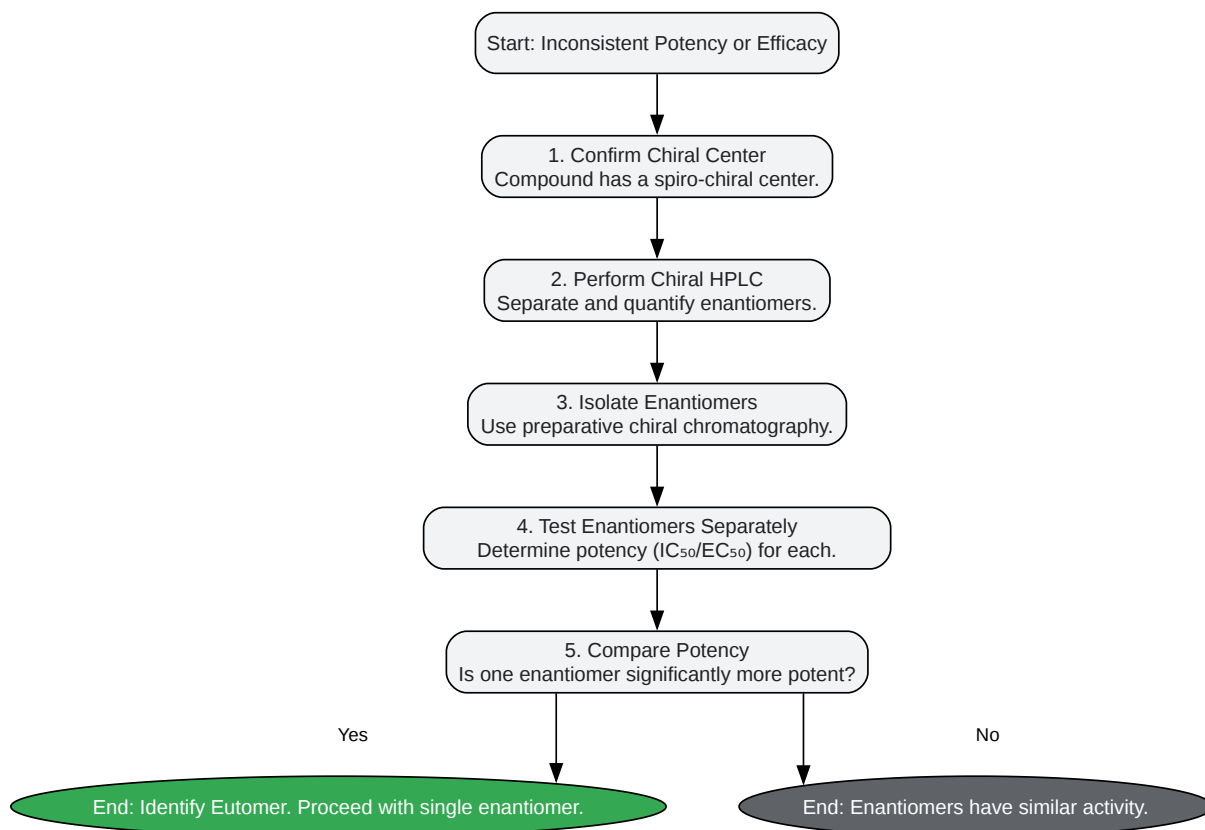 Start: Inconsistent Potency or Efficacy
1. Confirm Chiral Center
Compound has a spiro-chiral center.
2. Perform Chiral HPLC
Separate and quantify enantiomers.
3. Isolate Enantiomers
Use preparative chiral chromatography.
4. Test Enantiomers Separately
Determine potency (IC₅₀/EC₅₀) for each.
5. Compare Potency
Is one enantiomer significantly more potent?
Yes
No
End: Identify Eutomer. Proceed with single enantiomer.
End: Enantiomers have similar activity.